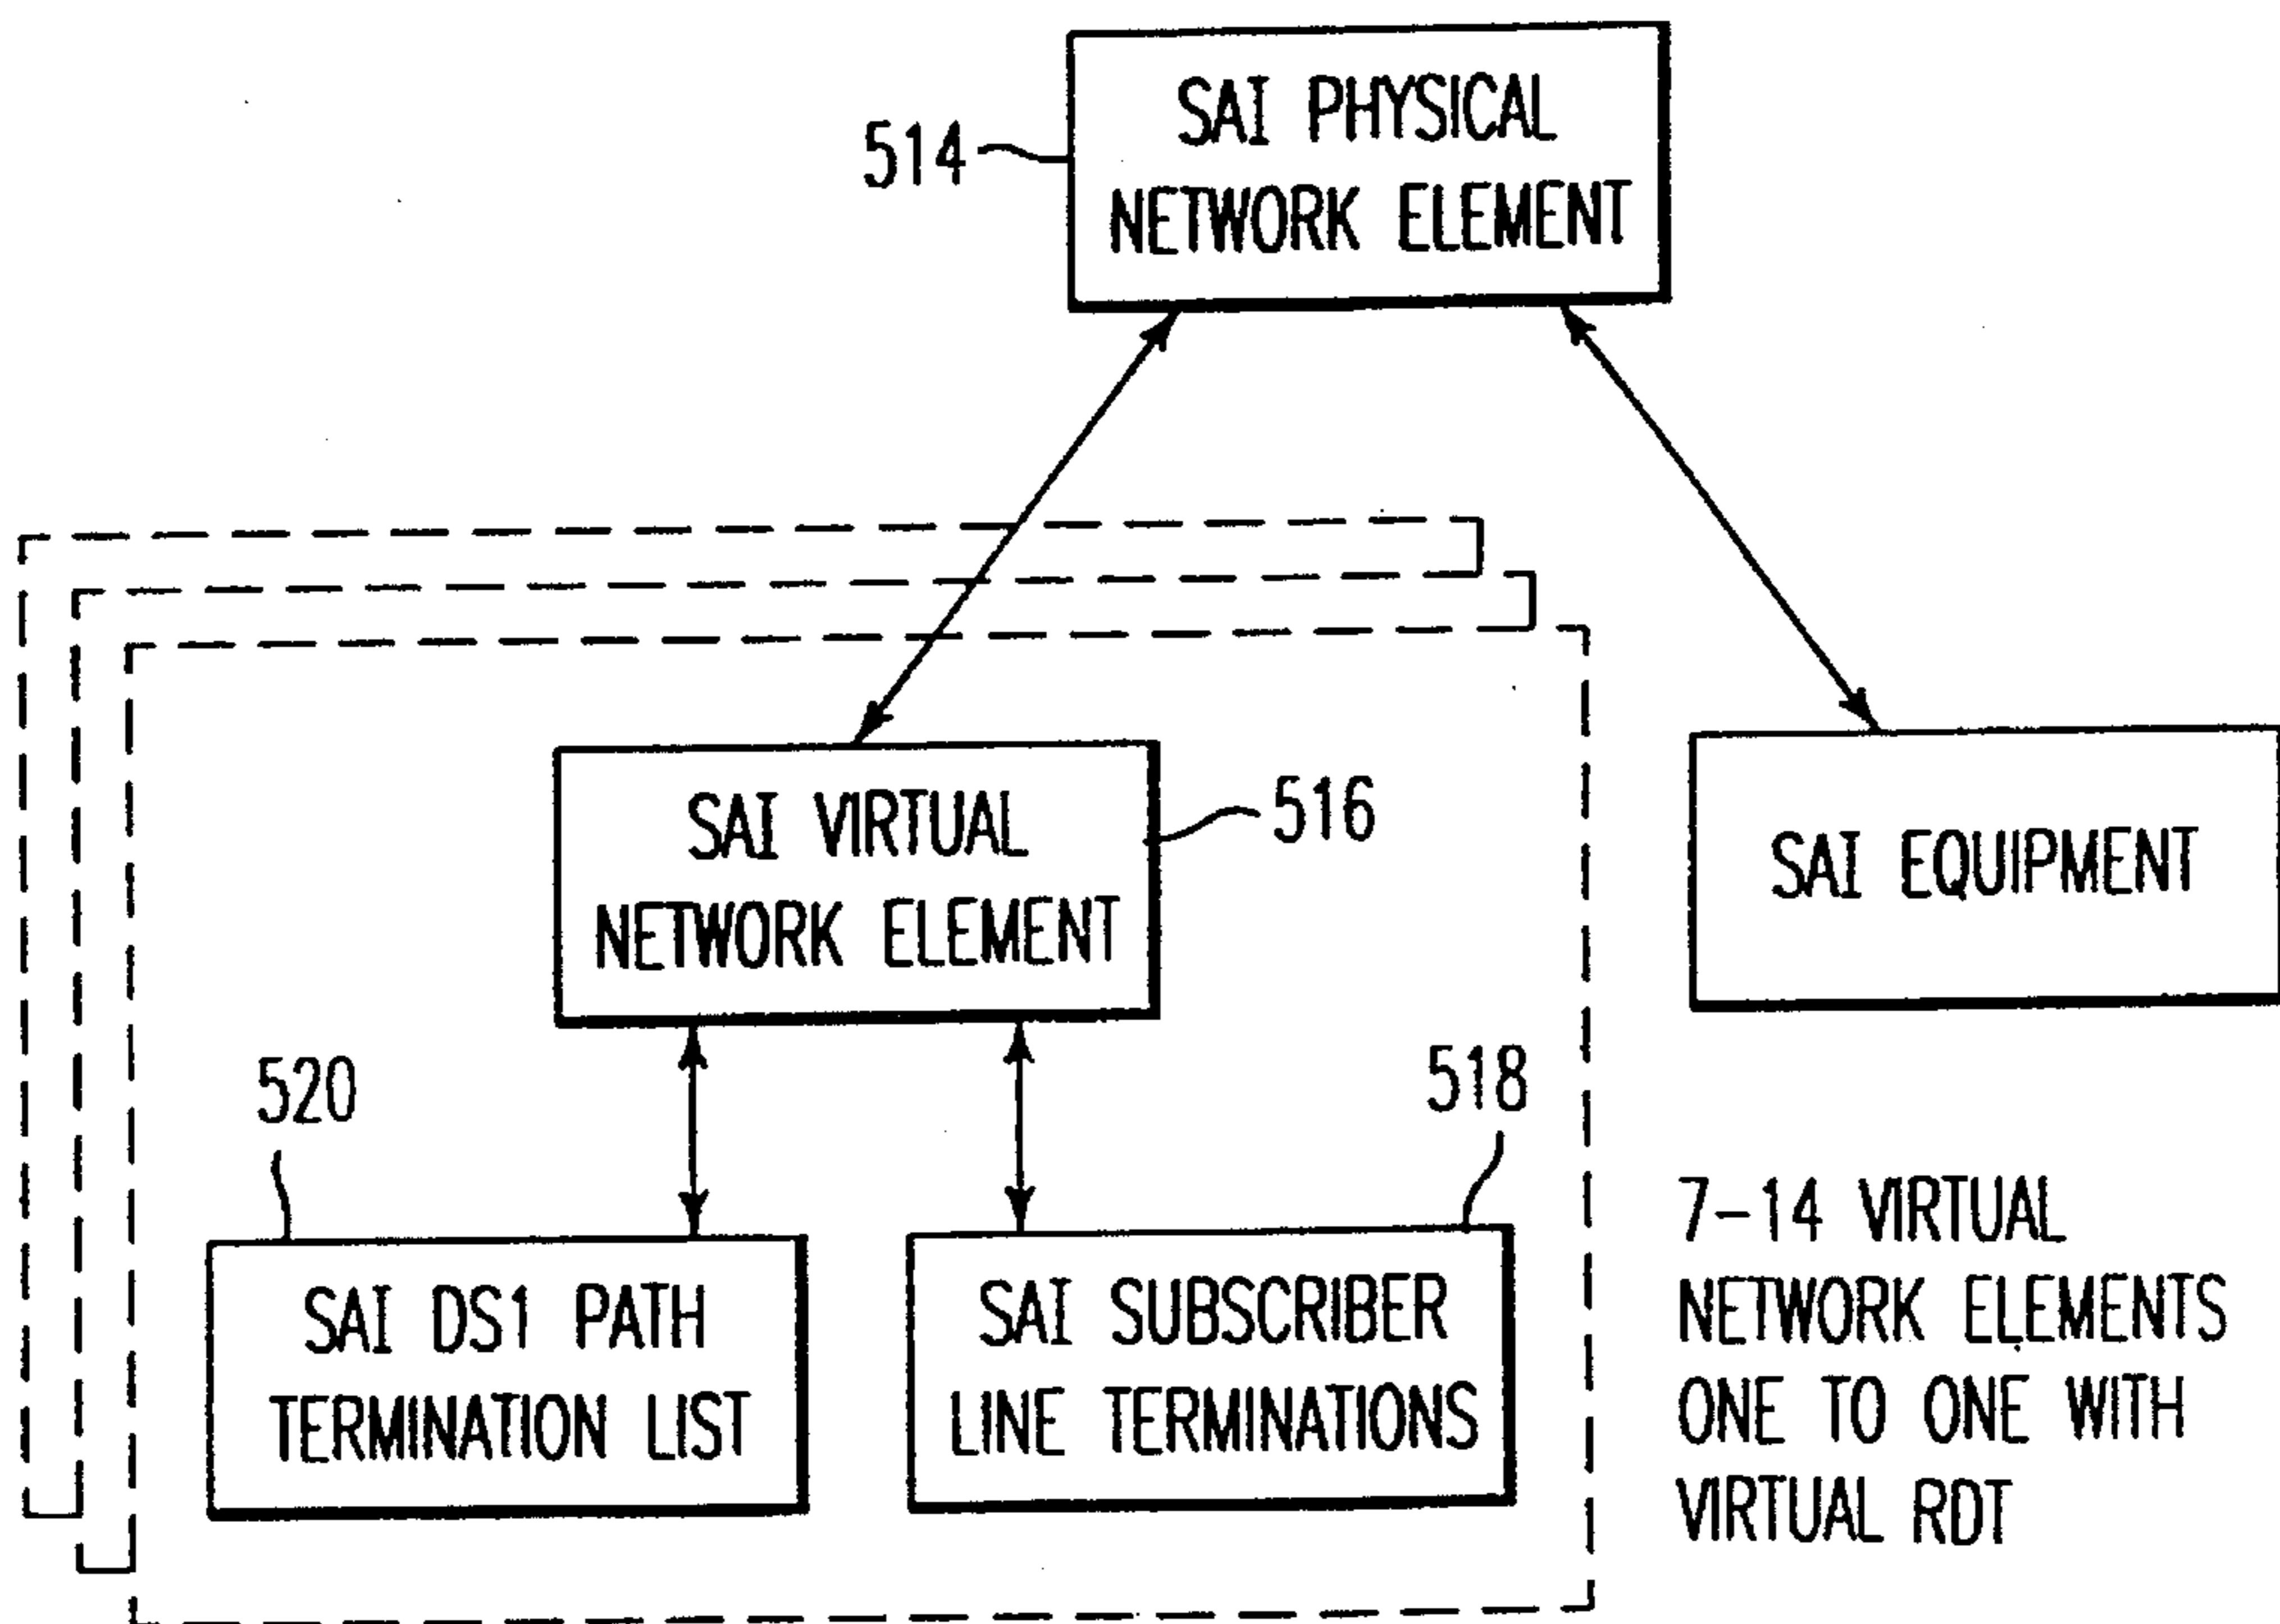 SAI PHYSICAL
NETWORK ELEMENT
514
SAI VIRTUAL
NETWORK ELEMENT
516
SAI EQUIPMENT
520
518
SAI DS1 PATH
TERMINATION LIST
SAI SUBSCRIBER
LINE TERMINATIONS
7-14 VIRTUAL
NETWORK ELEMENTS
ONE TO ONE WITH
VIRTUAL RDT